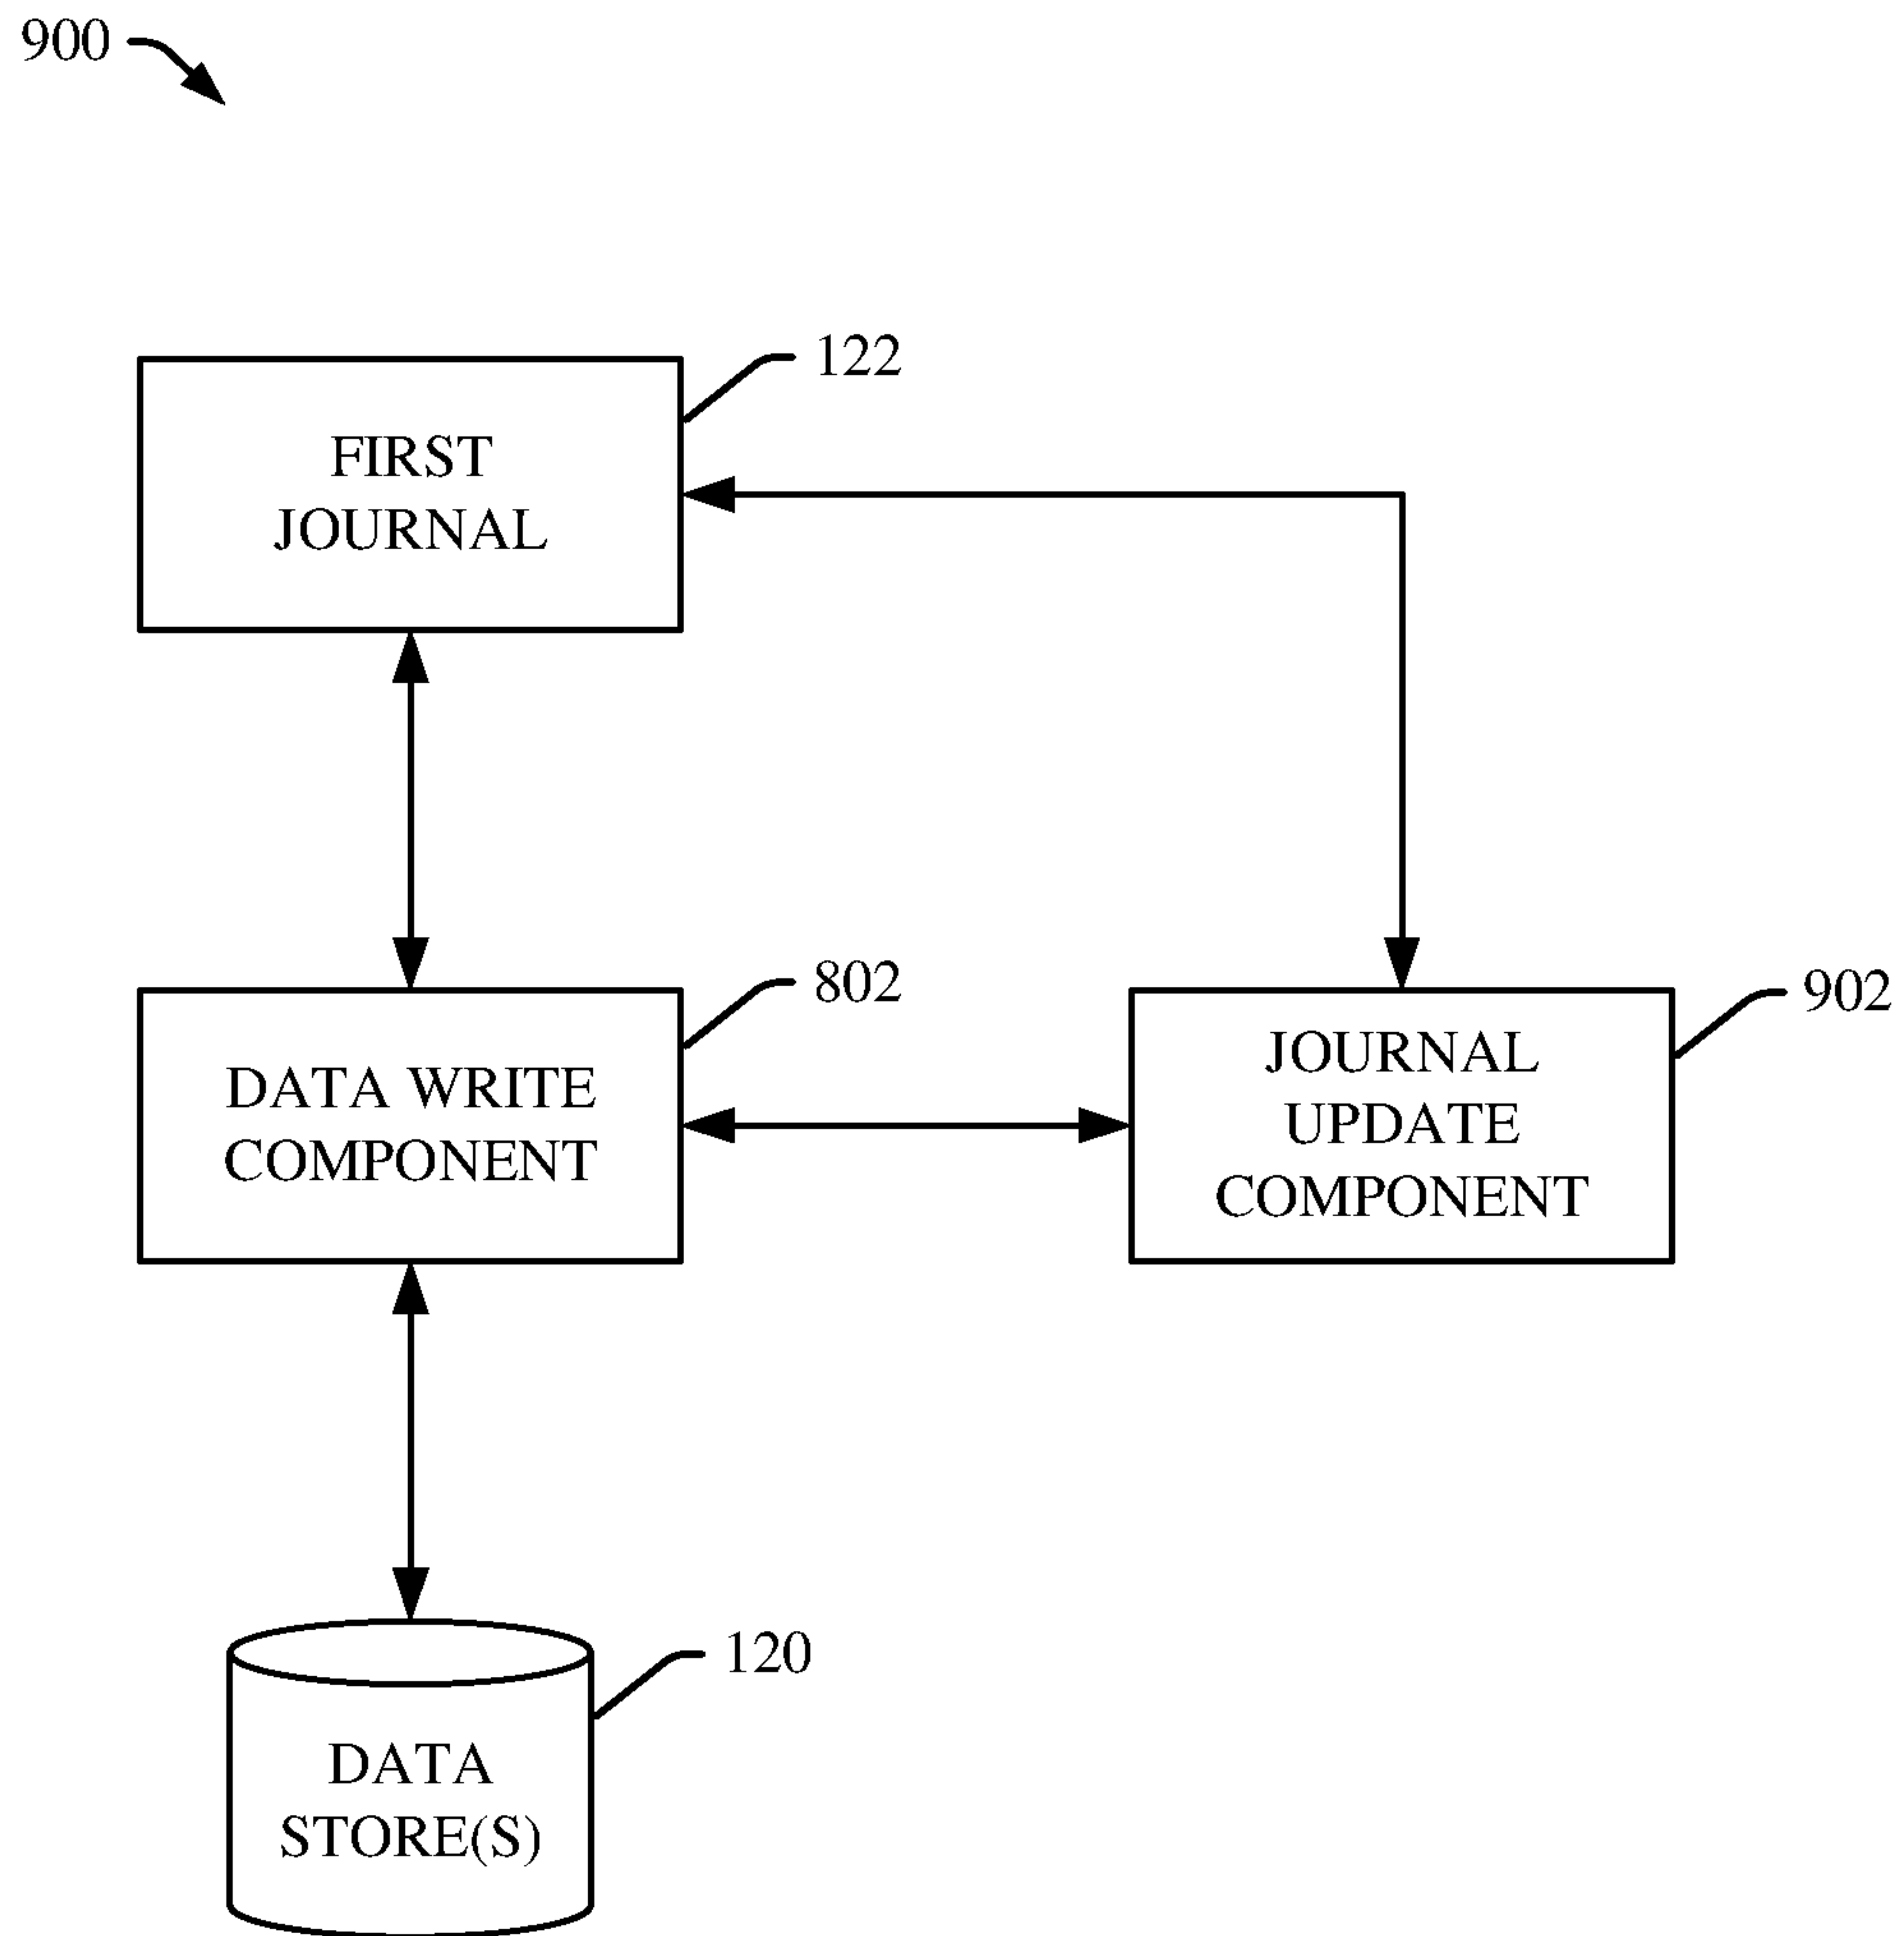 900
122
FIRST
JOURNAL
802
902
DATA WRITE
COMPONENT
JOURNAL
UPDATE
COMPONENT
120
DATA
STORE(S)